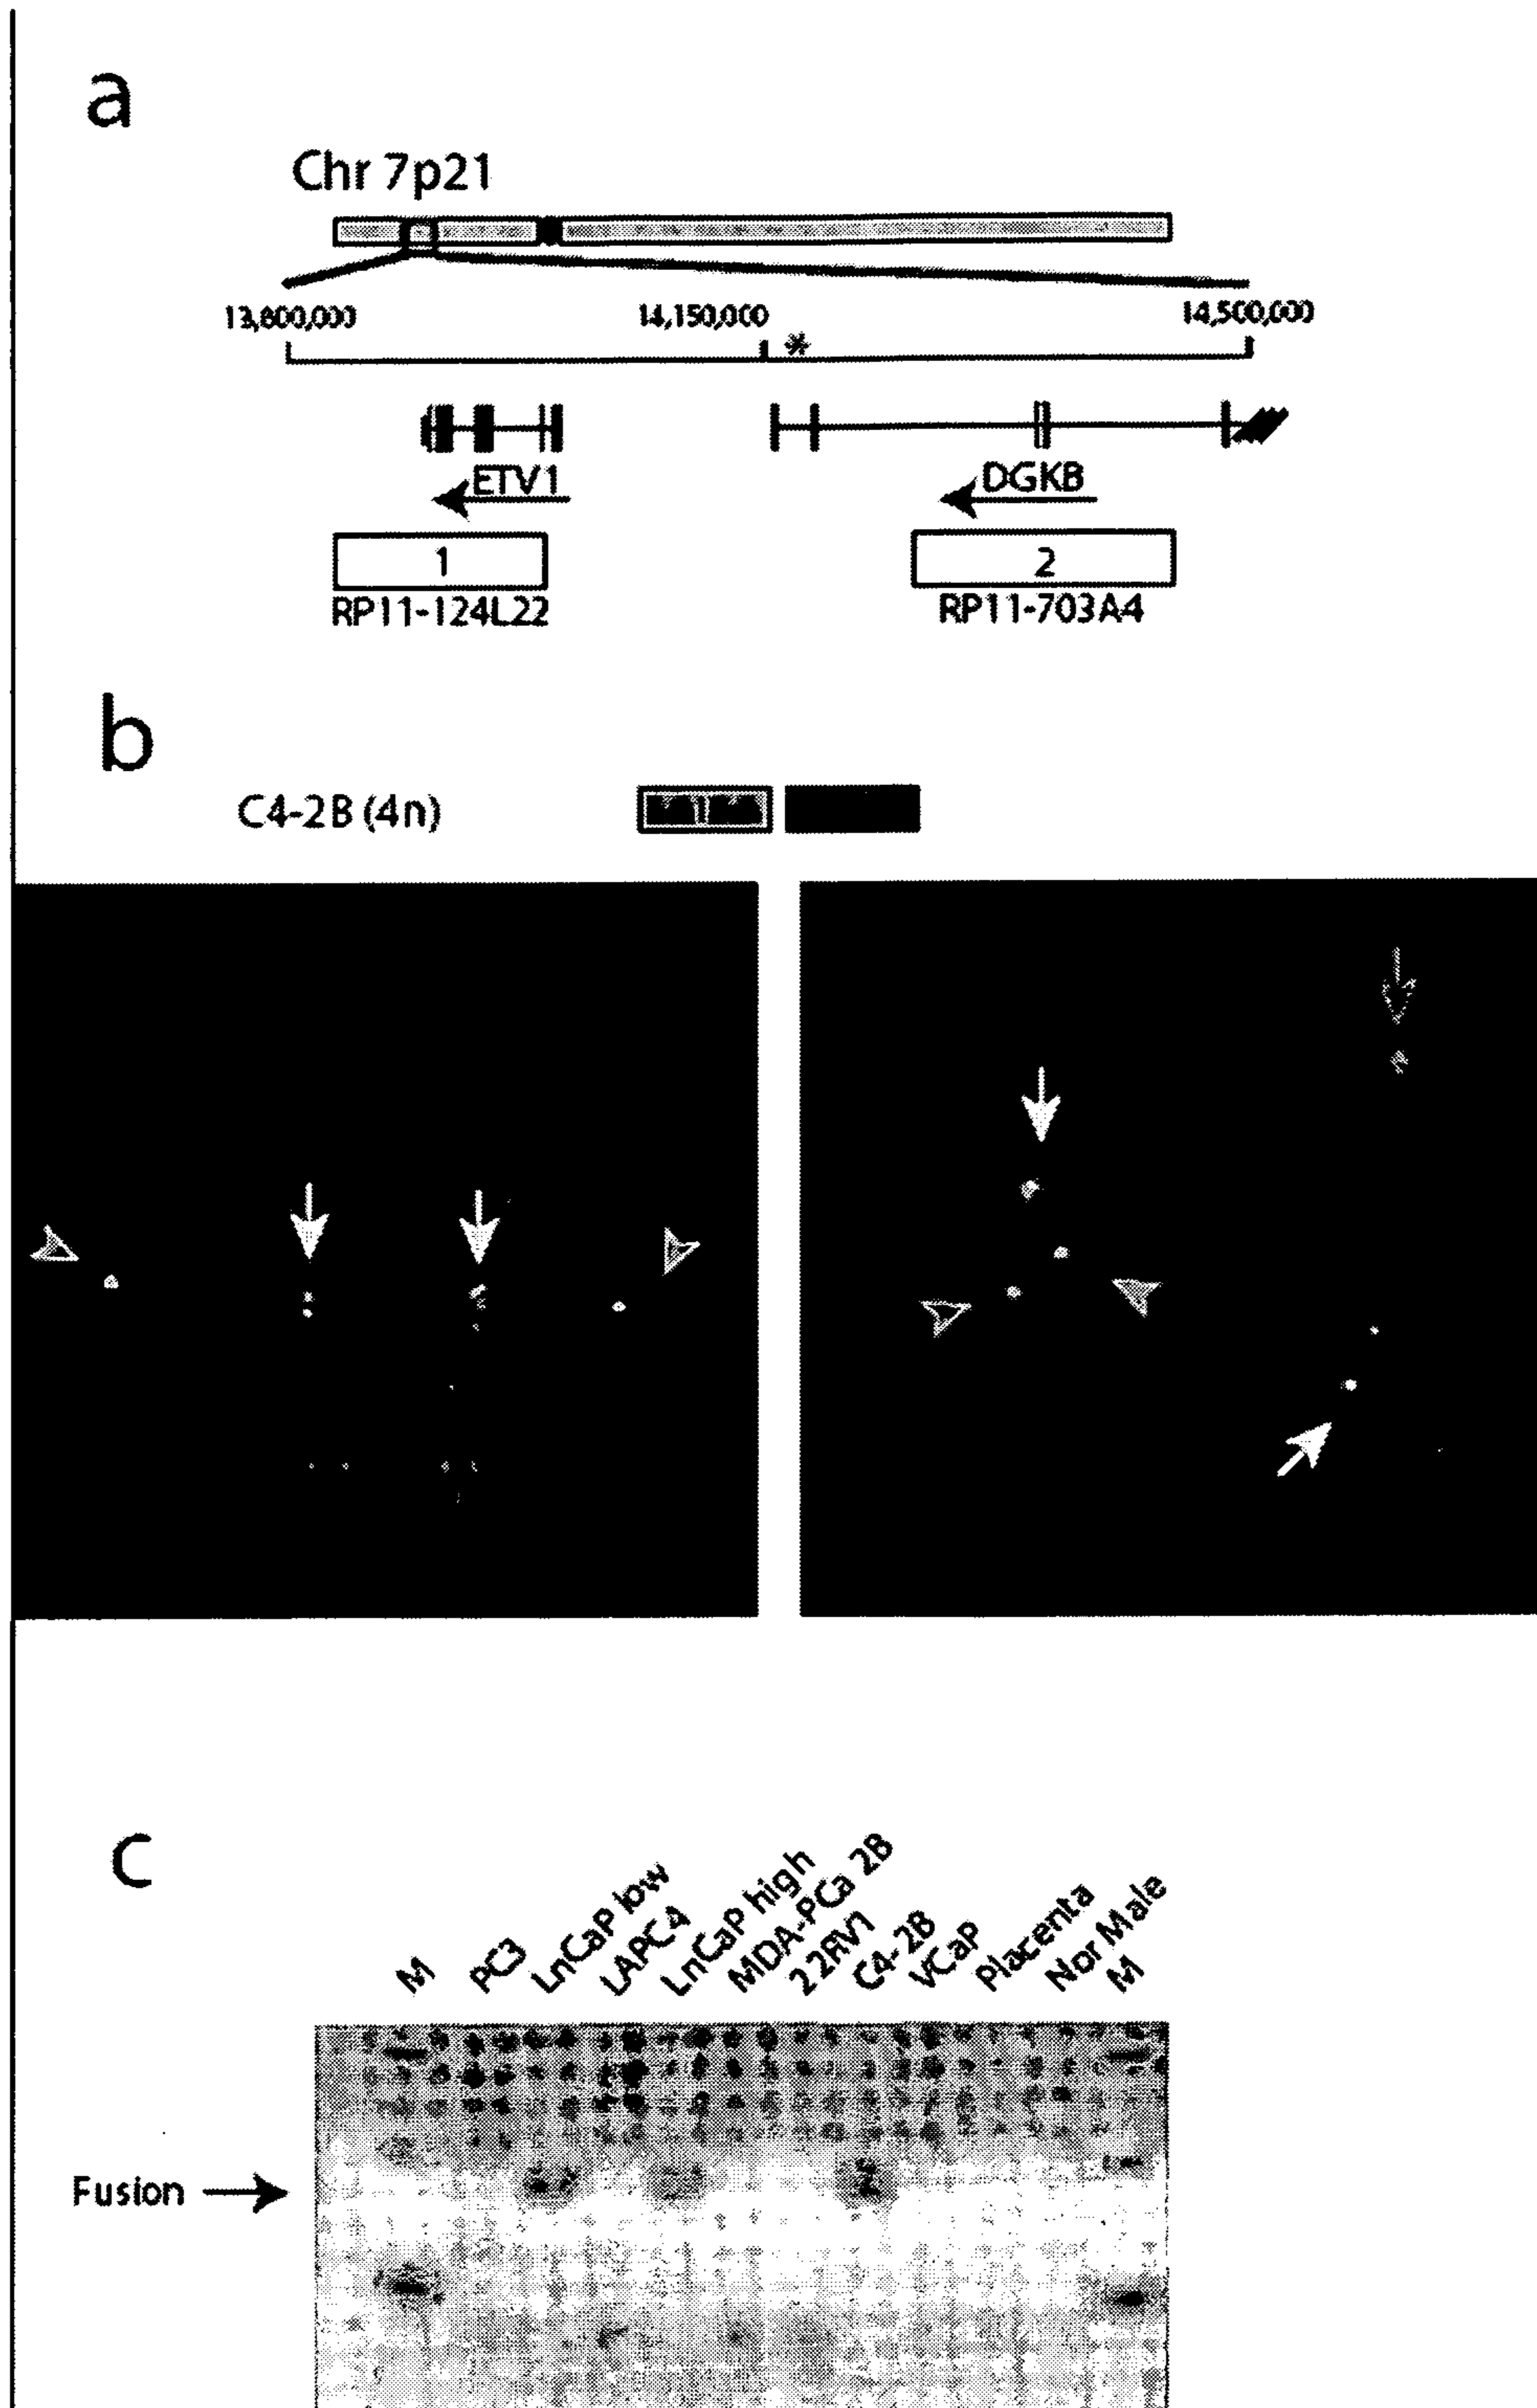 a
Chr 7p21
13,600,000 14,150,000 14,500,000
*
ETV1 DGKB
1 2
RP11-124L22 RP11-703A4
b
C4-2B (4n)
c
M PC3 LnCaP low LAPC4 LnCaP high MDA-PCa 2B 22RV1 C4-2B VCaP Placenta Nor Male M
Fusion